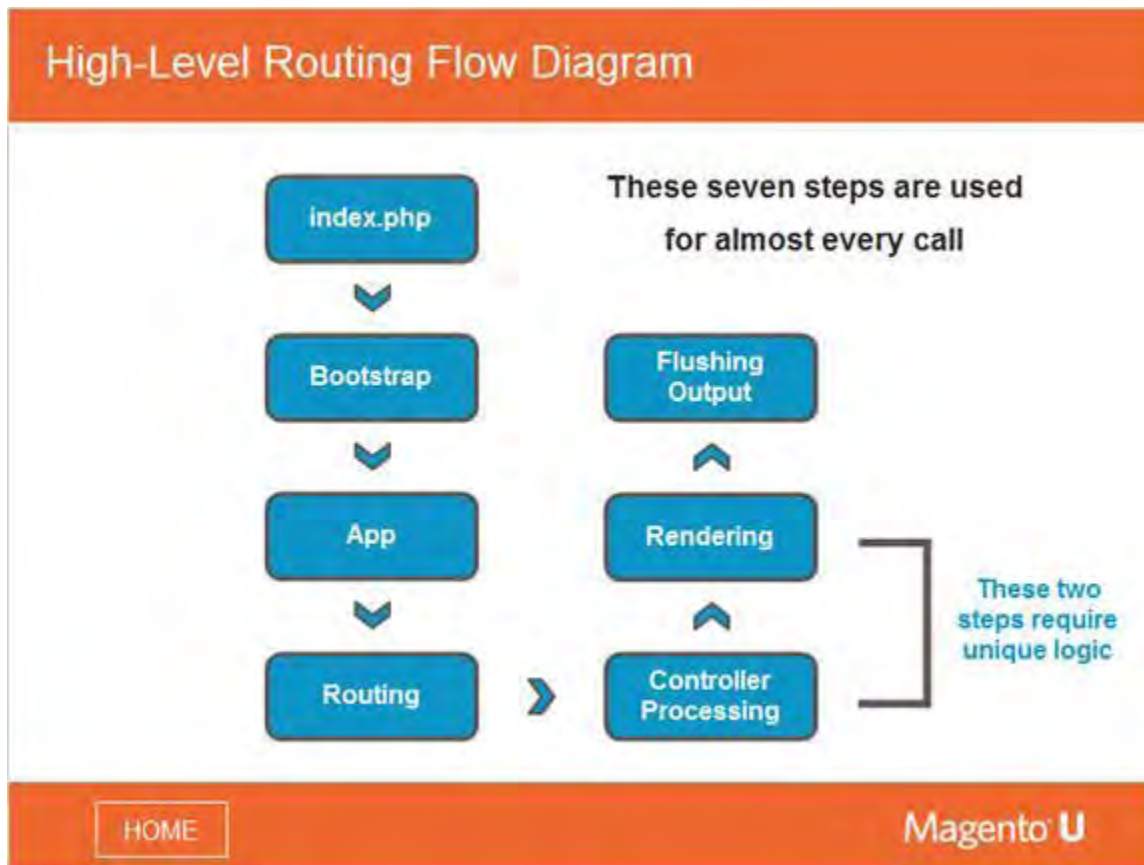 High-Level Routing Flow Diagram
These seven steps are used
for almost every call
index.php
Bootstrap
App
Routing
Controller
Processing
Rendering
Flushing
Output
These two
steps require
unique logic
HOME
Magento U